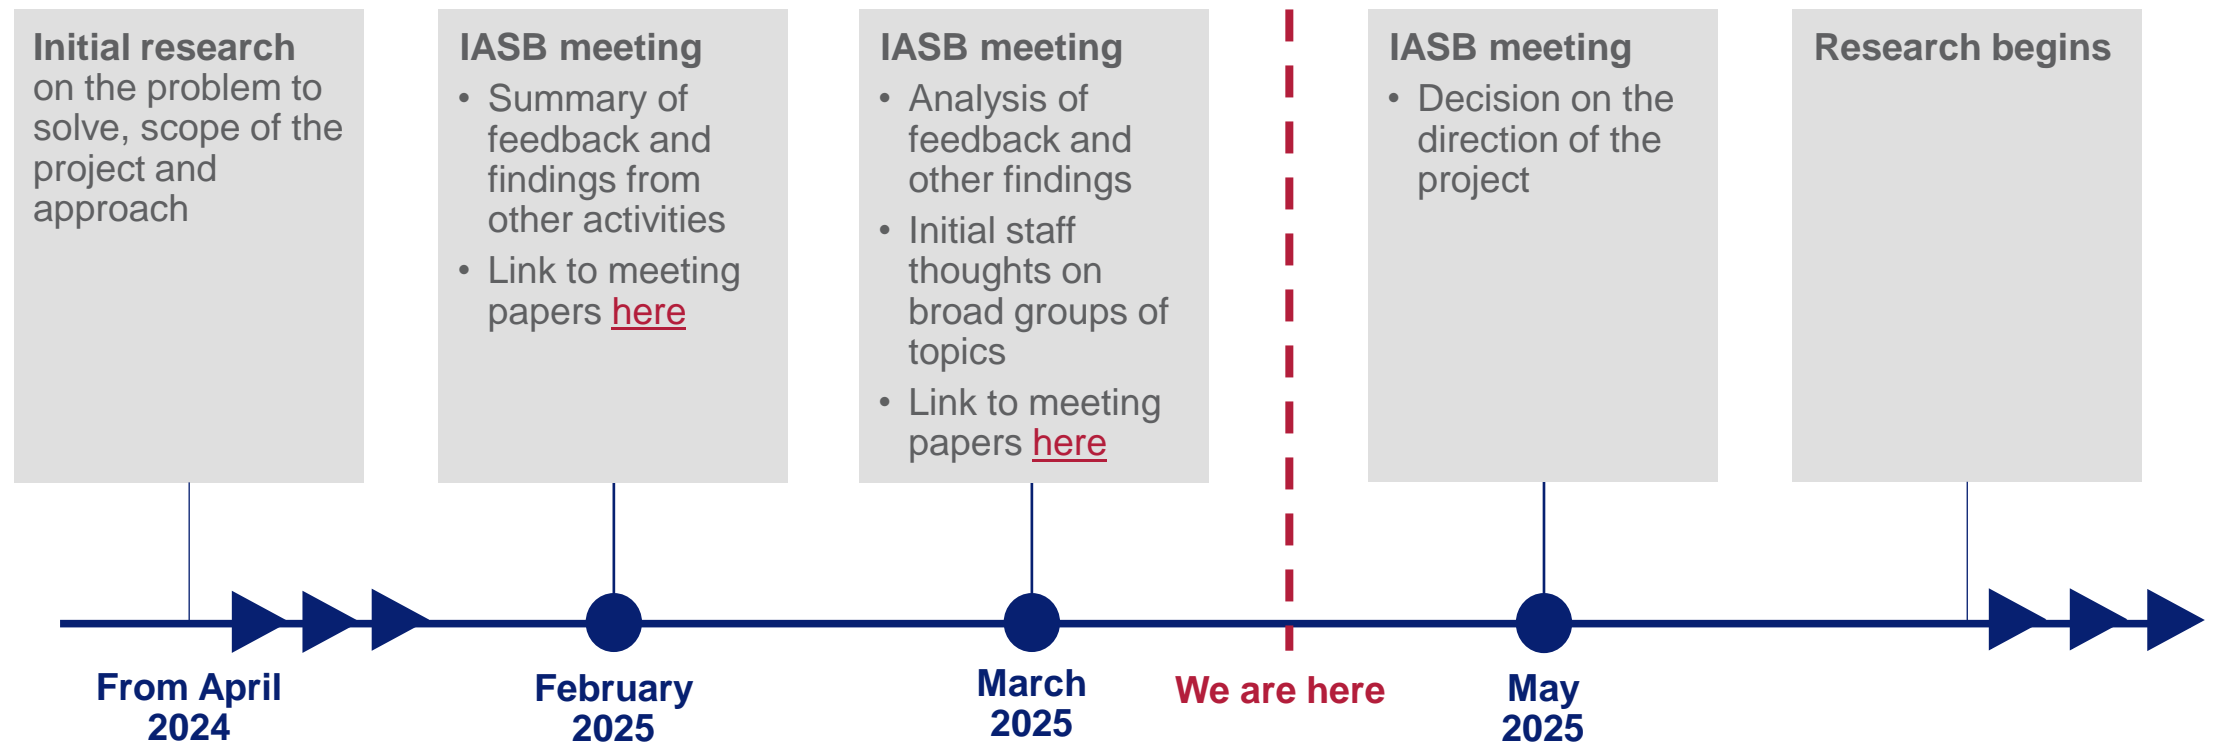 Initial research
on the problem to
solve, scope of the
project and
approach
IASB meeting
• Summary of
feedback and
findings from
other activities
• Link to meeting
papers here
IASB meeting
• Analysis of
feedback and
other findings
• Initial staff
thoughts on
broad groups of
topics
• Link to meeting
papers here
IASB meeting
• Decision on the
direction of the
project
Research begins
From April
2024
February
2025
March
2025
We are here
May
2025